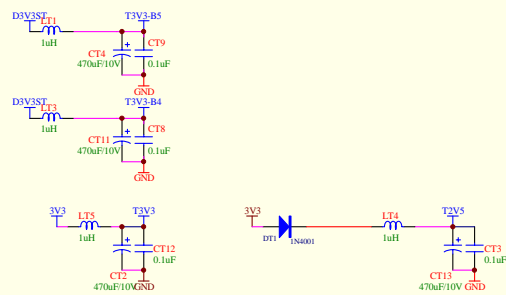 D3V3ST T3V3-B5
LT1
1uH
CT9
CT4
0.1uF
470uF/10V
GND
D3V3ST T3V3-B4
LT3
1uH
CT8
CT11
0.1uF
470uF/10V
GND
3V3 T3V3
LT5
1uH
CT12
0.1uF
CT2
470uF/10V GND
3V3 T2V5
LT4
DT1 1N4001
1uH
CT3
0.1uF
CT13
470uF/10V GND